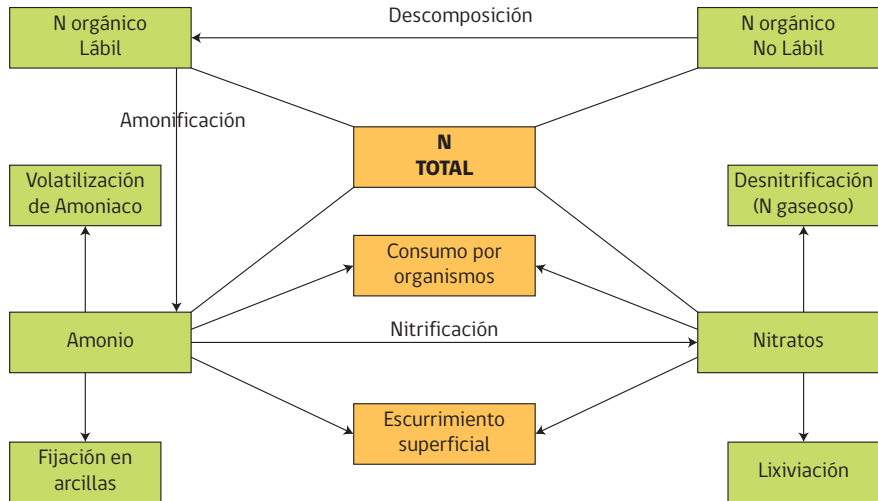 N orgánico
Lábil
Descomposición
N orgánico
No Lábil
Amonificación
N
TOTAL
Volatilización
de Amoniaco
Desnitrificación
(N gaseoso)
Consumo por
organismos
Amonio
Nitrificación
Nitratos
Escurrimiento
superficial
Fijación en
arcillas
Lixiviación